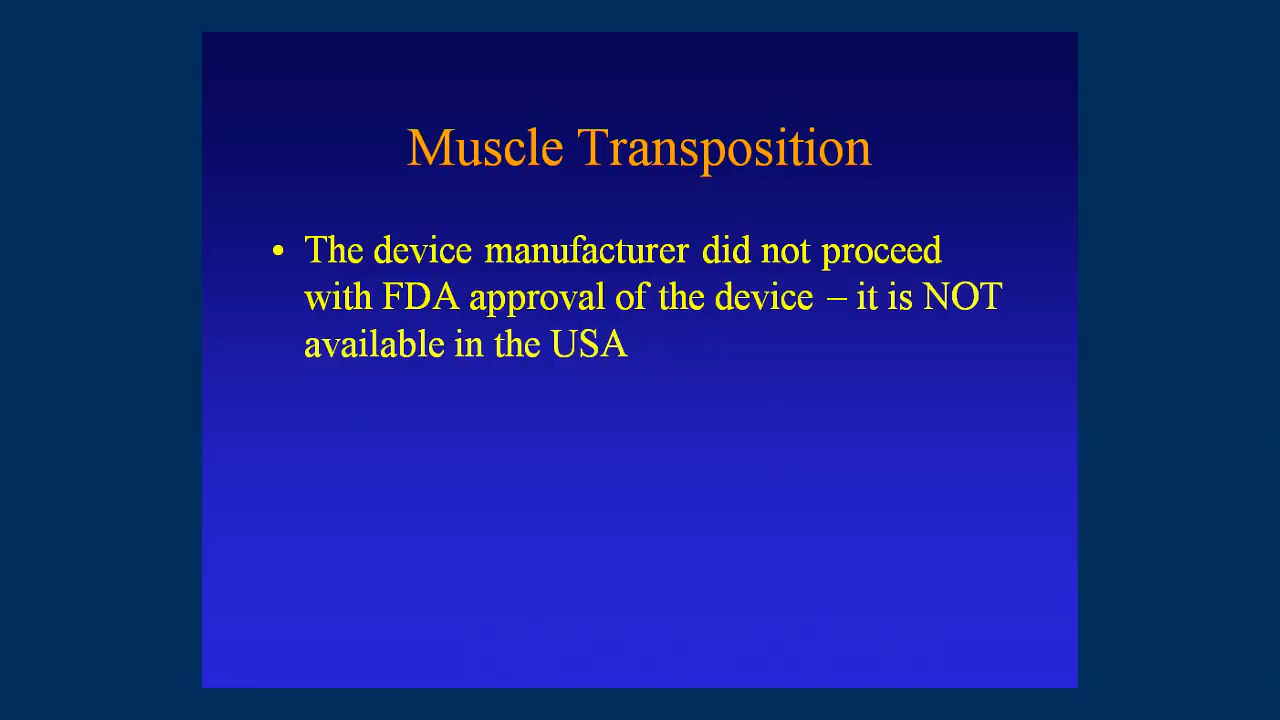 Muscle Transposition
• The device manufacturer did not proceed
with FDA approval of the device – it is NOT
available in the USA